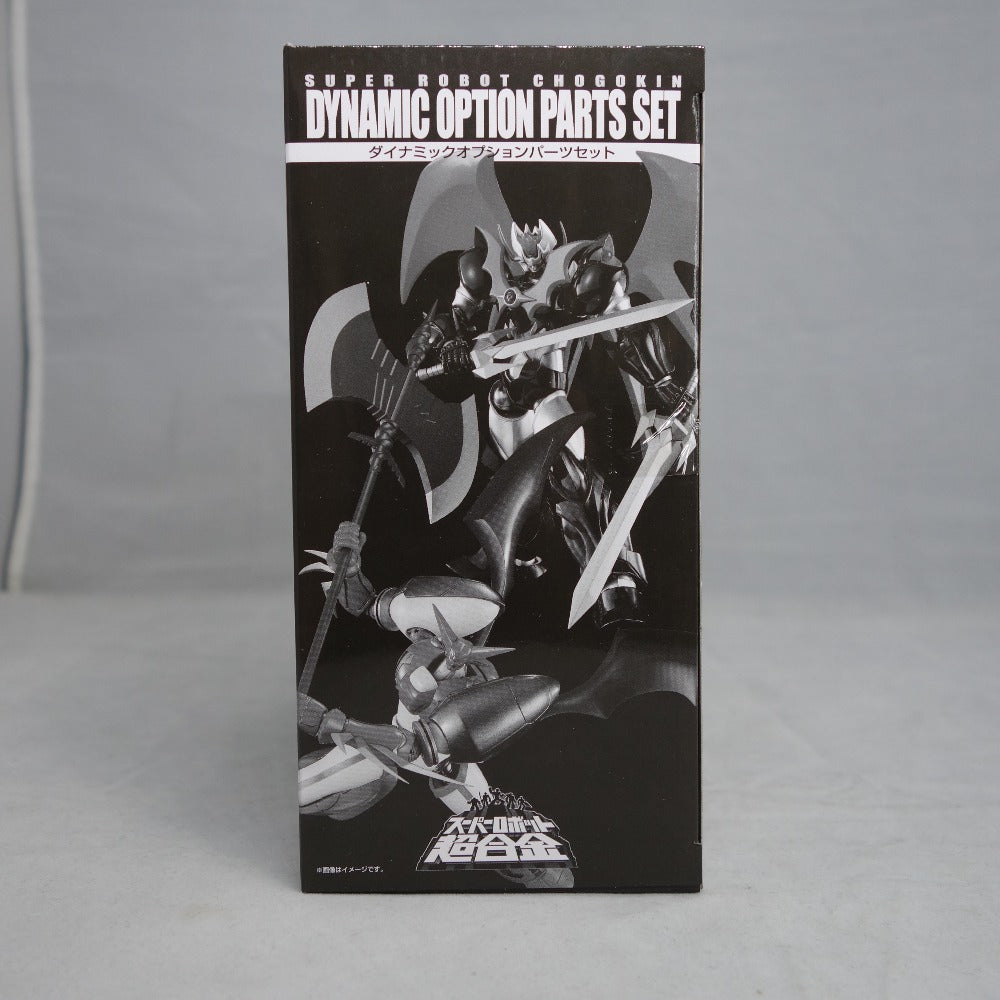 SUPER ROBOT CHOGOKIN
DYNAMIC OPTION PARTS SET
ダイナミックオプションパーツセット
スーパーロボット
超合金
※画像はイメージです。